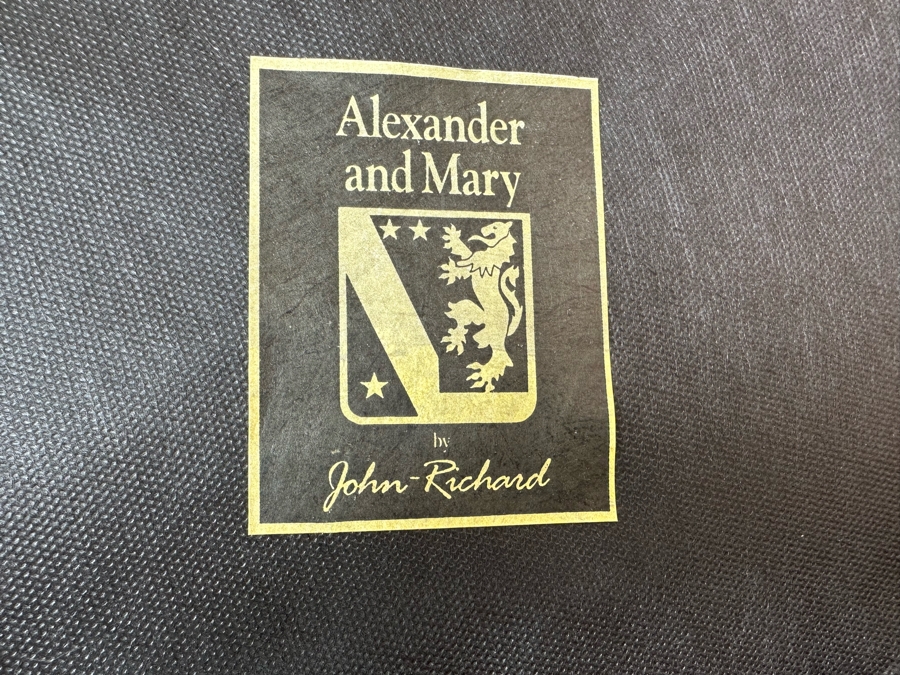 Alexander
and Mary
by
John-Richard